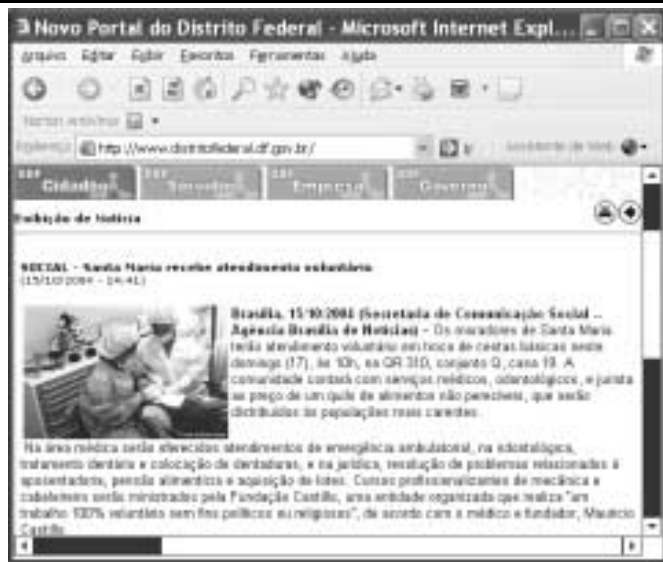 Novo Portal do Distrito Federal - Microsoft Internet Expl...
Arquivo Editar Exibir Favoritos Ferramentas Ajuda
Norton AntiVirus
Endereço http://www.distritofederal.df.gov.br/
Cidadão Servidor Empresa Governo
Exibição de Notícia
SOCIAL - Santa Maria recebe atendimento voluntário
(15/10/2004 - 14:41)
Brasília, 15/10/2004 (Secretaria de Comunicação Social –
Agência Brasília de Notícias) – Os moradores de Santa Maria
terão atendimento voluntário em troca de cestas básicas neste
domingo (17), às 10h, na QR 310, conjunto Q, casa 19. A
comunidade contará com serviços médicos, odontológicos, e jurista
ao preço de um quilo de alimentos não perecíveis, que serão
distribuídos às populações mais carentes.
Na área médica serão oferecidos atendimentos de emergência ambulatorial, na odontológica,
tratamento dentário e colocação de dentaduras, e na jurídica, resolução de problemas relacionados à
aposentadoria, pensão alimentícia e aquisição de lotes. Cursos profissionalizantes de mecânica e
cabeleireiro serão ministrados pela Fundação Castillo, uma entidade organizada que realiza "um
trabalho 100% voluntário sem fins políticos ou religiosos", de acordo com o médico e fundador, Maurício
Castillo